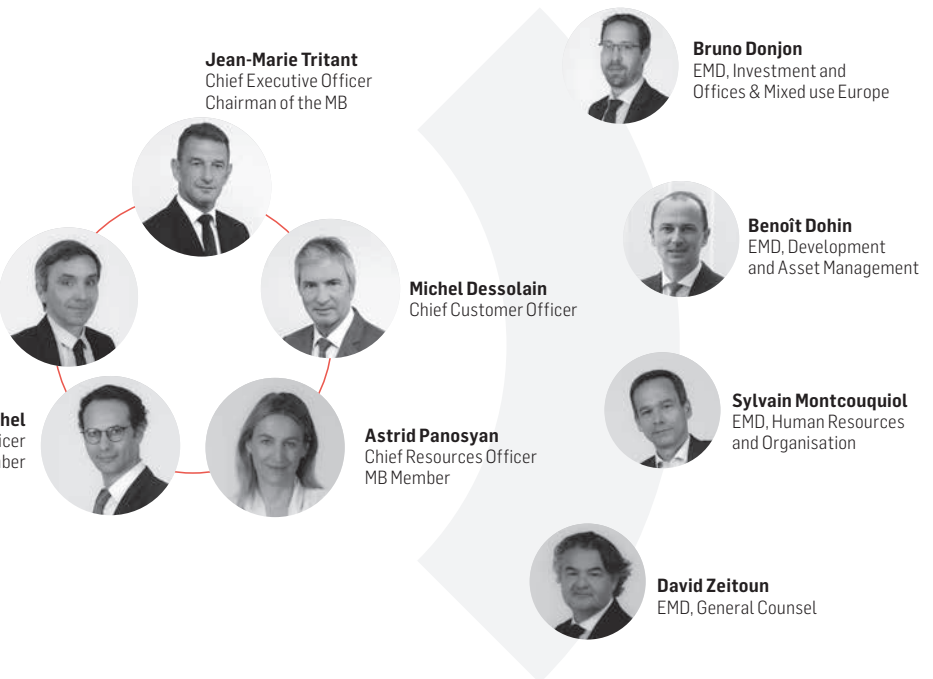 Jean-Marie Tritant
Chief Executive Officer
Chairman of the MB
Bruno Donjon
EMD, Investment and
Offices & Mixed use Europe
Benoît Dohin
EMD, Development
and Asset Management
Michel Dessolain
Chief Customer Officer
hel
icer
Astrid Panosyan
Chief Resources Officer
MB Member
Sylvain Montcouquiol
EMD, Human Resources
and Organisation
David Zeitoun
EMD, General Counsel